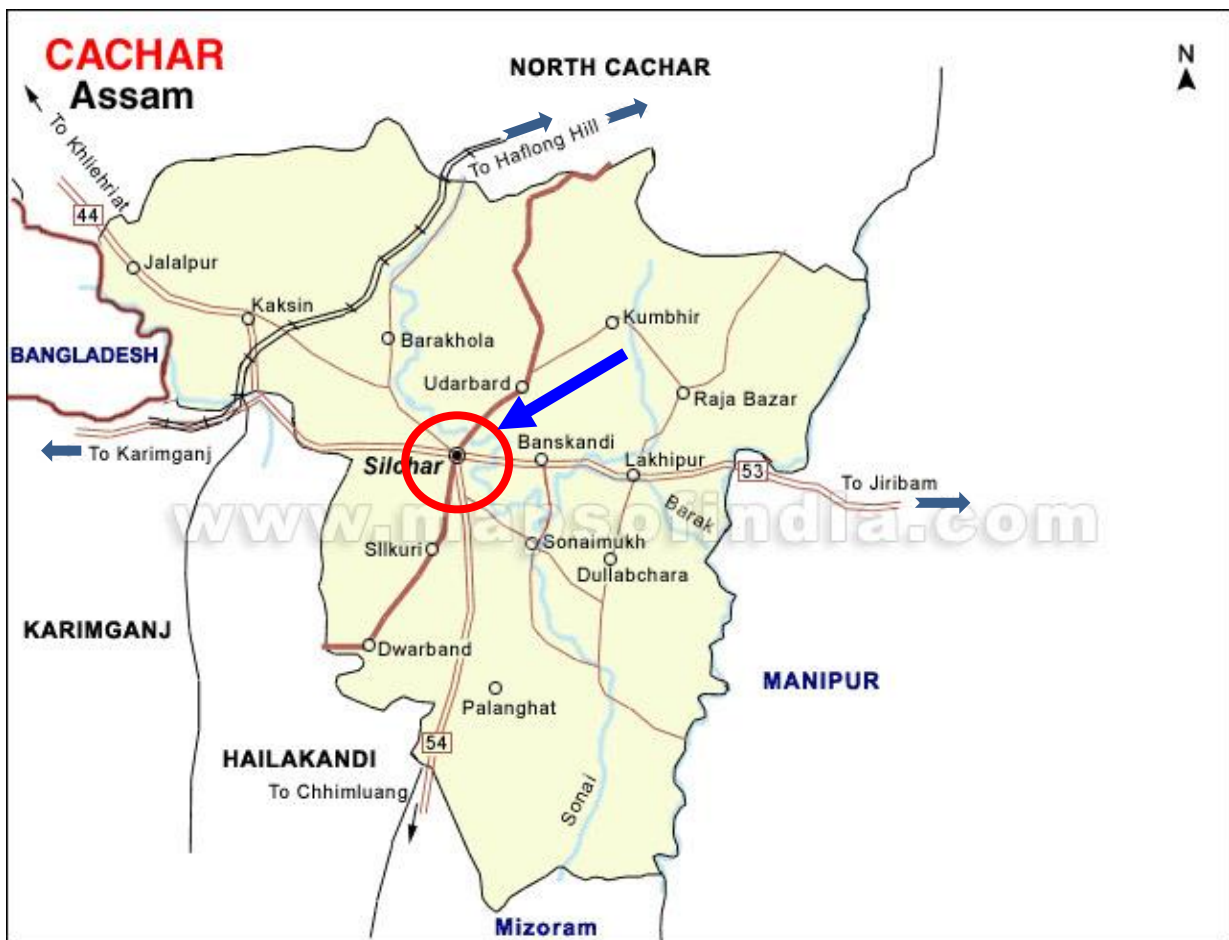 CACHAR
Assam
N
NORTH CACHAR
To Khliehriat
To Haflong Hill
44
Jalalpur
Kaksin
Kumbhir
Barakhola
BANGLADESH
Udarbard
Raja Bazar
Banskandi
To Karimganj
Silchar
Lakhipur
53
To Jiribam
Barak
www.mapsofindia.com
Sllkuri
Sonaimukh
Dullabchara
KARIMGANJ
Dwarband
MANIPUR
Palanghat
54
HAILAKANDI
To Chhimluang
Sonai
Mizoram